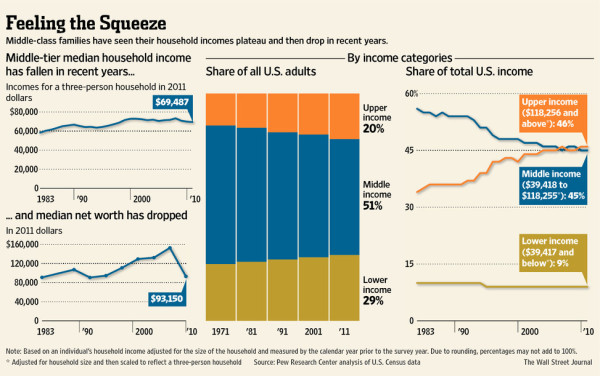 Feeling the Squeeze
Middle-class families have seen their household incomes plateau and then drop in recent years.
Middle-tier median household income
has fallen in recent years...
Incomes for a three-person household in 2011
dollars
$69,487
$80,000
60,000
40,000
20,000
0
1983 '90 2000 '10
... and median net worth has dropped
In 2011 dollars
$160,000
120,000
80,000
40,000
0
$93,150
1983 '90 2000 '10
By income categories
Share of all U.S. adults
Upper
income
20%
Middle
income
51%
Lower
income
29%
1971 '81 '91 2001 '11
Share of total U.S. income
60%
45
30
15
0
Upper income
($118,256 and
above*): 46%
Middle income
($39,418 to
$118,255*): 45%
Lower income
($39,417 and
below*): 9%
1983 '90 2000 '10
Note: Based on an individual's household income adjusted for the size of the household and measured by the calendar year prior to the survey year. Due to rounding, percentages may not add to 100%.
* Adjusted for household size and then scaled to reflect a three-person household
Source: Pew Research Center analysis of U.S. Census data
The Wall Street Journal